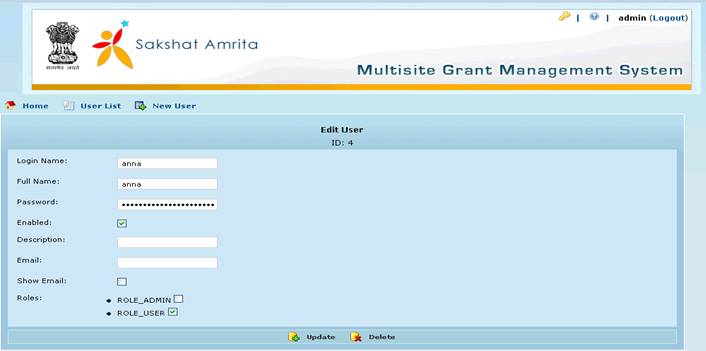 | | admin (Logout)
सत्यमेव जयते
Sakshat Amrita
Multisite Grant Management System
Home User List New User
Edit User
ID: 4
Login Name: anna
Full Name: anna
Password: •••••••••••••••••••••
Enabled:
Description:
Email:
Show Email:
Roles: • ROLE_ADMIN
• ROLE_USER
Update Delete